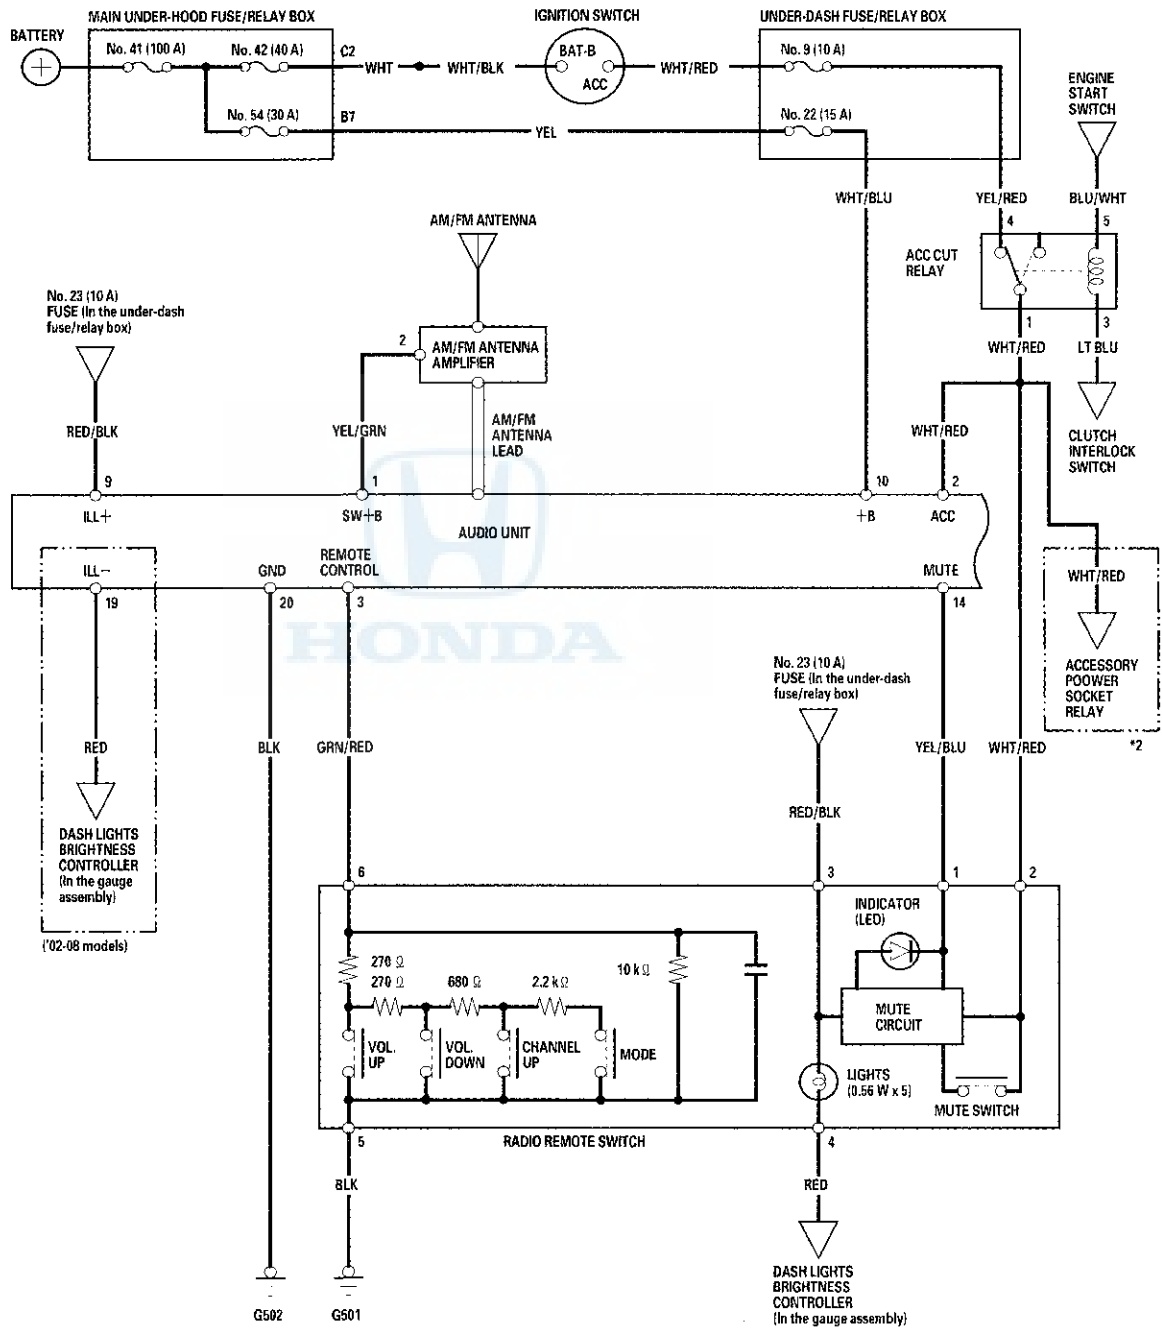 MAIN UNDER-HOOD FUSE/RELAY BOX
IGNITION SWITCH
UNDER-DASH FUSE/RELAY BOX
BATTERY
No. 41 (100 A)
No. 42 (40 A)
C2
BAT-B
ACC
No. 9 (10 A)
WHT
WHT/BLK
WHT/RED
ENGINE
START
SWITCH
No. 54 (30 A)
B7
YEL
No. 22 (15 A)
WHT/BLU
YEL/RED
BLU/WHT
4
5
AM/FM ANTENNA
ACC CUT
RELAY
No. 23 (10 A)
FUSE (In the under-dash
fuse/relay box)
1
3
2
AM/FM ANTENNA
AMPLIFIER
WHT/RED
LT BLU
RED/BLK
YEL/GRN
AM/FM
ANTENNA
LEAD
WHT/RED
CLUTCH
INTERLOCK
SWITCH
9
1
10
2
ILL+
SW+B
AUDIO UNIT
+B
ACC
ILL-
GND
REMOTE
CONTROL
MUTE
19
20
3
14
WHT/RED
HONDA
No. 23 (10 A)
FUSE (In the under-dash
fuse/relay box)
ACCESSORY
POOWER
SOCKET
RELAY
*2
RED
BLK
GRN/RED
YEL/BLU
WHT/RED
RED/BLK
DASH LIGHTS
BRIGHTNESS
CONTROLLER
(In the gauge
assembly)
('02-08 models)
6
3
1
2
INDICATOR
(LED)
270 Ω
270 Ω
680 Ω
2.2 k Ω
10 k Ω
MUTE
CIRCUIT
VOL.
UP
VOL.
DOWN
CHANNEL
UP
MODE
LIGHTS
(0.56 W x 5)
MUTE SWITCH
5
RADIO REMOTE SWITCH
4
BLK
RED
DASH LIGHTS
BRIGHTNESS
CONTROLLER
(In the gauge assembly)
G502
G501